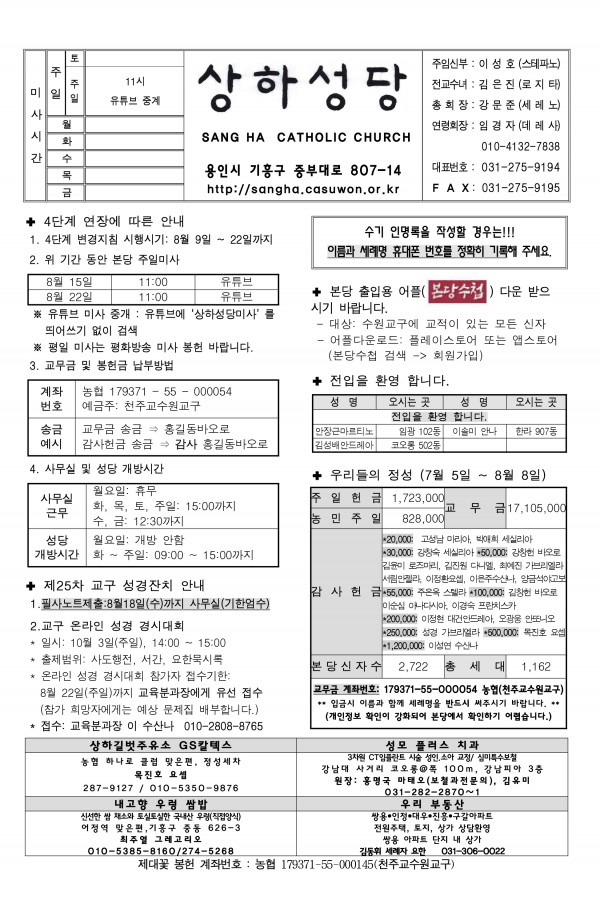 미사시간
주일
토
주일
11시
유튜브 중계
월
화
수
목
금
상하성당
SANG HA CATHOLIC CHURCH
용인시 기흥구 중부대로 807-14
http://sangha.casuwon.or.kr
주임신부 : 이 성 호 (스테파노)
전교수녀 : 김 은 진 (로 지 타)
총 회 장 : 강 문 준 (세 레 노)
연령회장 : 임 경 자 (데 레 사)
010-4132-7838
대표번호 : 031-275-9194
F A X : 031-275-9195
✚ 4단계 연장에 따른 안내
1. 4단계 변경지침 시행시기: 8월 9일 ~ 22일까지
2. 위 기간 동안 본당 주일미사
8월 15일 11:00 유튜브
8월 22일 11:00 유튜브
※ 유튜브 미사 중개 : 유튜브에 '상하성당미사' 를
띄어쓰기 없이 검색
※ 평일 미사는 평화방송 미사 봉헌 바랍니다.
3. 교무금 및 봉헌금 납부방법
계좌 번호
농협 179371 - 55 - 000054
예금주: 천주교수원교구
송금 예시
교무금 송금 ⇒ 홍길동바오로
감사헌금 송금 ⇒ 감사 홍길동바오로
4. 사무실 및 성당 개방시간
사무실 근무
월요일: 휴무
화, 목, 토, 주일: 15:00까지
수, 금: 12:30까지
성당 개방시간
월요일: 개방 안함
화 ~ 주일: 09:00 ~ 15:00까지
✚ 제25차 교구 성경잔치 안내
1.필사노트제출:8월18일(수)까지 사무실(기한엄수)
2.교구 온라인 성경 경시대회
* 일시: 10월 3일(주일), 14:00 ~ 15:00
* 출제범위: 사도행전, 서간, 요한묵시록
* 온라인 성경 경시대회 참가자 접수기한:
8월 22일(주일)까지 교육분과장에게 유선 접수
(참가 희망자에게는 예상 문제집 배부합니다.)
* 접수: 교육분과장 이 수산나 010-2808-8765
수기 인명록을 작성할 경우는!!!
이름과 세례명 휴대폰 번호를 정확히 기록해 주세요.
✚ 본당 출입용 어플( 본당수첩 ) 다운 받으
시기 바랍니다.
- 대상: 수원교구에 교적이 있는 모든 신자
- 어플다운로드: 플레이스토어 또는 앱스토어
(본당수첩 검색 -> 회원가입)
✚ 전입을 환영 합니다.
성 명 오시는 곳 성 명 오시는 곳
전입을 환영 합니다.
안장근마르티노 임광 102동 이솔미 안나 한라 907동
김성배안드레아 코오롱 502동
✚ 우리들의 정성 (7월 5일 ~ 8월 8일)
주 일 헌 금 1,723,000 교 무 금 17,105,000
농 민 주 일 828,000
감 사 헌 금
*20,000: 고성남 마리아, 박애희 세실리아
*30,000: 강창숙 세실리아 *50,000: 강창헌 바오로
김윤미 로즈마리, 김진원 다니엘, 최예진 가브리엘라
서림안젤라, 이정환요셉, 이은주수산나, 양금석야고보
*55,000: 주은옥 스텔라 *100,000: 김창헌 바오로
이순심 아나다시아, 이경숙 프란치스카
*200,000: 이정현 대건안드레아, 오광웅 안또니오
*250,000: 성경 가브리엘라 *500,000: 목진호 요셉
*1,200,000: 이성연 수산나
본 당 신 자 수 2,722 총 세 대 1,162
교무금 계좌번호: 179371-55-000054 농협(천주교수원교구)
** 입금시 이름과 함께 세례명을 반드시 써주시기 바랍니다. **
(개인정보 확인이 강화되어 본당에서 확인하기 어렵습니다.)
상하길벗주유소 GS칼텍스
농협 하나로 클럽 맞은편, 정성세차
목진호 요셉
287-9127 / 010-5350-9876
성모 플러스 치과
3차원 CT임플란트 시술 성인,소아 교정/ 심미특수보철
강남대 사거리 코오롱@쪽 100m, 강남피아 3층
원장: 홍명국 마태오(보철전문의), 김유미
031-282-2870~1
내고향 우렁 쌈밥
신선한 쌈 채소와 토실토실한 국내산 우렁(직접양식)
어정역 맞은편,기흥구 중동 626-3
최주열 그레고리오
010-5385-8160/274-5268
우리 부동산
쌍용•인정•대우•진흥•구갈아파트
전원주택, 토지, 상가 상담환영
쌍용 아파트 단지 내 상가
김동휘 세례자 요한 031-306-0022
제대꽃 봉헌 계좌번호 : 농협 179371-55-000145(천주교수원교구)